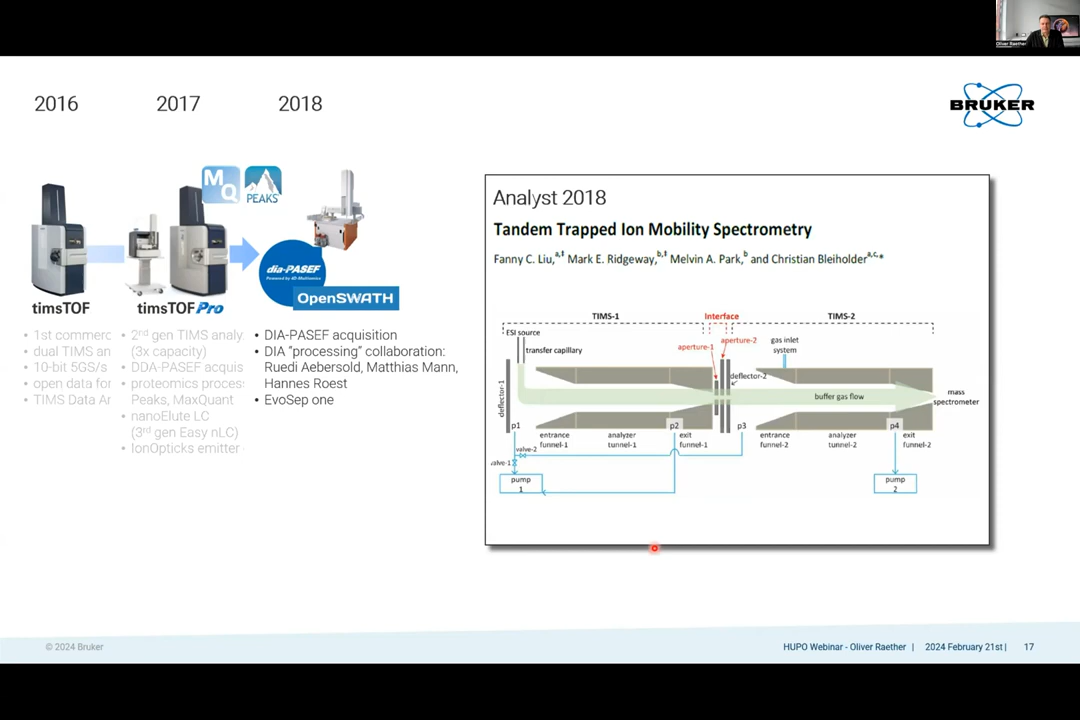 Oliver Raether
2016
2017
2018
BRUKER
MQ
PEAKS
dia-PASEF
Powered by 4D-Multiomics
OpenSWATH
timsTOF
timsTOF Pro
• 1st commerc
• dual TIMS an
• 10-bit 5GS/s
• open data for
• TIMS Data Ar
• 2nd gen TIMS analy
(3x capacity)
• DDA-PASEF acquis
• proteomics proces
Peaks, MaxQuant
• nanoElute LC
(3rd gen Easy nLC)
• IonOpticks emitter
• DIA-PASEF acquisition
• DIA "processing" collaboration:
Ruedi Aebersold, Matthias Mann,
Hannes Roest
• EvoSep one
Analyst 2018
Tandem Trapped Ion Mobility Spectrometry
Fanny C. Liu,a,‡ Mark E. Ridgeway,b,‡ Melvin A. Park,b and Christian Bleiholdera,c,*
TIMS-1
Interface
TIMS-2
ESI source
transfer capillary
aperture-1
aperture-2
deflector-2
gas inlet
system
deflector-1
buffer gas flow
mass
spectrometer
p1
p2
p3
p4
entrance
funnel-1
analyzer
tunnel-1
exit
funnel-1
entrance
funnel-2
analyzer
tunnel-2
exit
funnel-2
valve-2
valve-1
pump
1
pump
2
© 2024 Bruker
HUPO Webinar - Oliver Raether | 2024 February 21st | 17